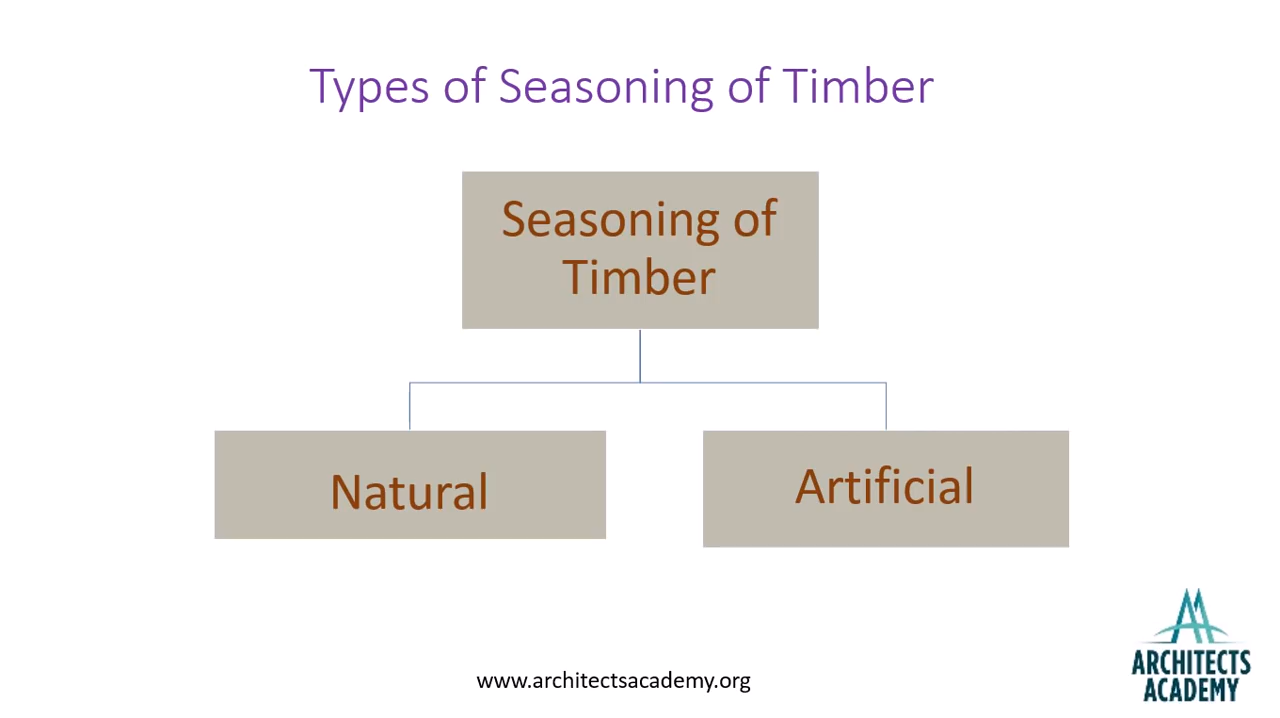 Types of Seasoning of Timber
Seasoning of
Timber
Natural
Artificial
www.architectsacademy.org
ARCHITECTS
ACADEMY